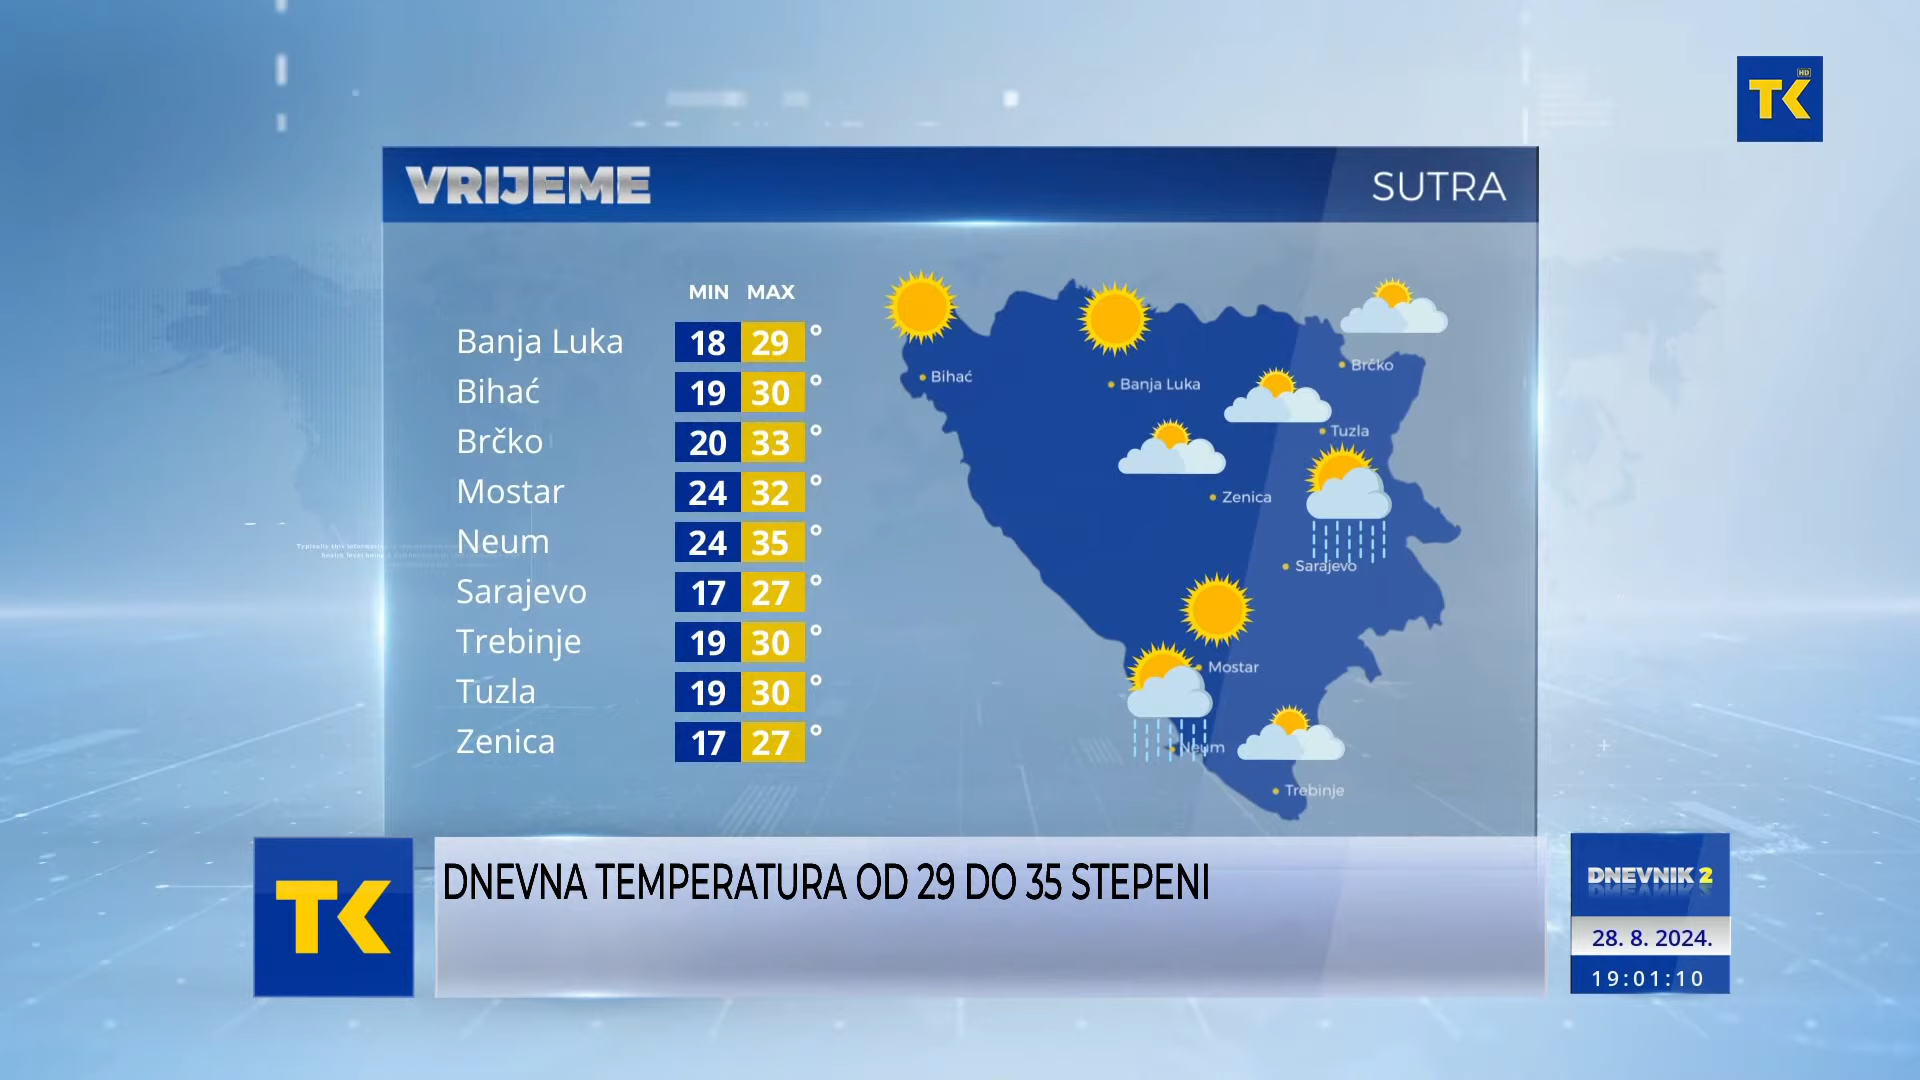 TK HD
VRIJEME
SUTRA
MIN MAX
Banja Luka 18 29 °
Bihać 19 30 °
Brčko 20 33 °
Mostar 24 32 °
Neum 24 35 °
Sarajevo 17 27 °
Trebinje 19 30 °
Tuzla 19 30 °
Zenica 17 27 °
Bihać
Banja Luka
Brčko
Tuzla
Zenica
Sarajevo
Mostar
Neum
Trebinje
TK
DNEVNA TEMPERATURA OD 29 DO 35 STEPENI
DNEVNIK 2
28. 8. 2024.
19:01:10